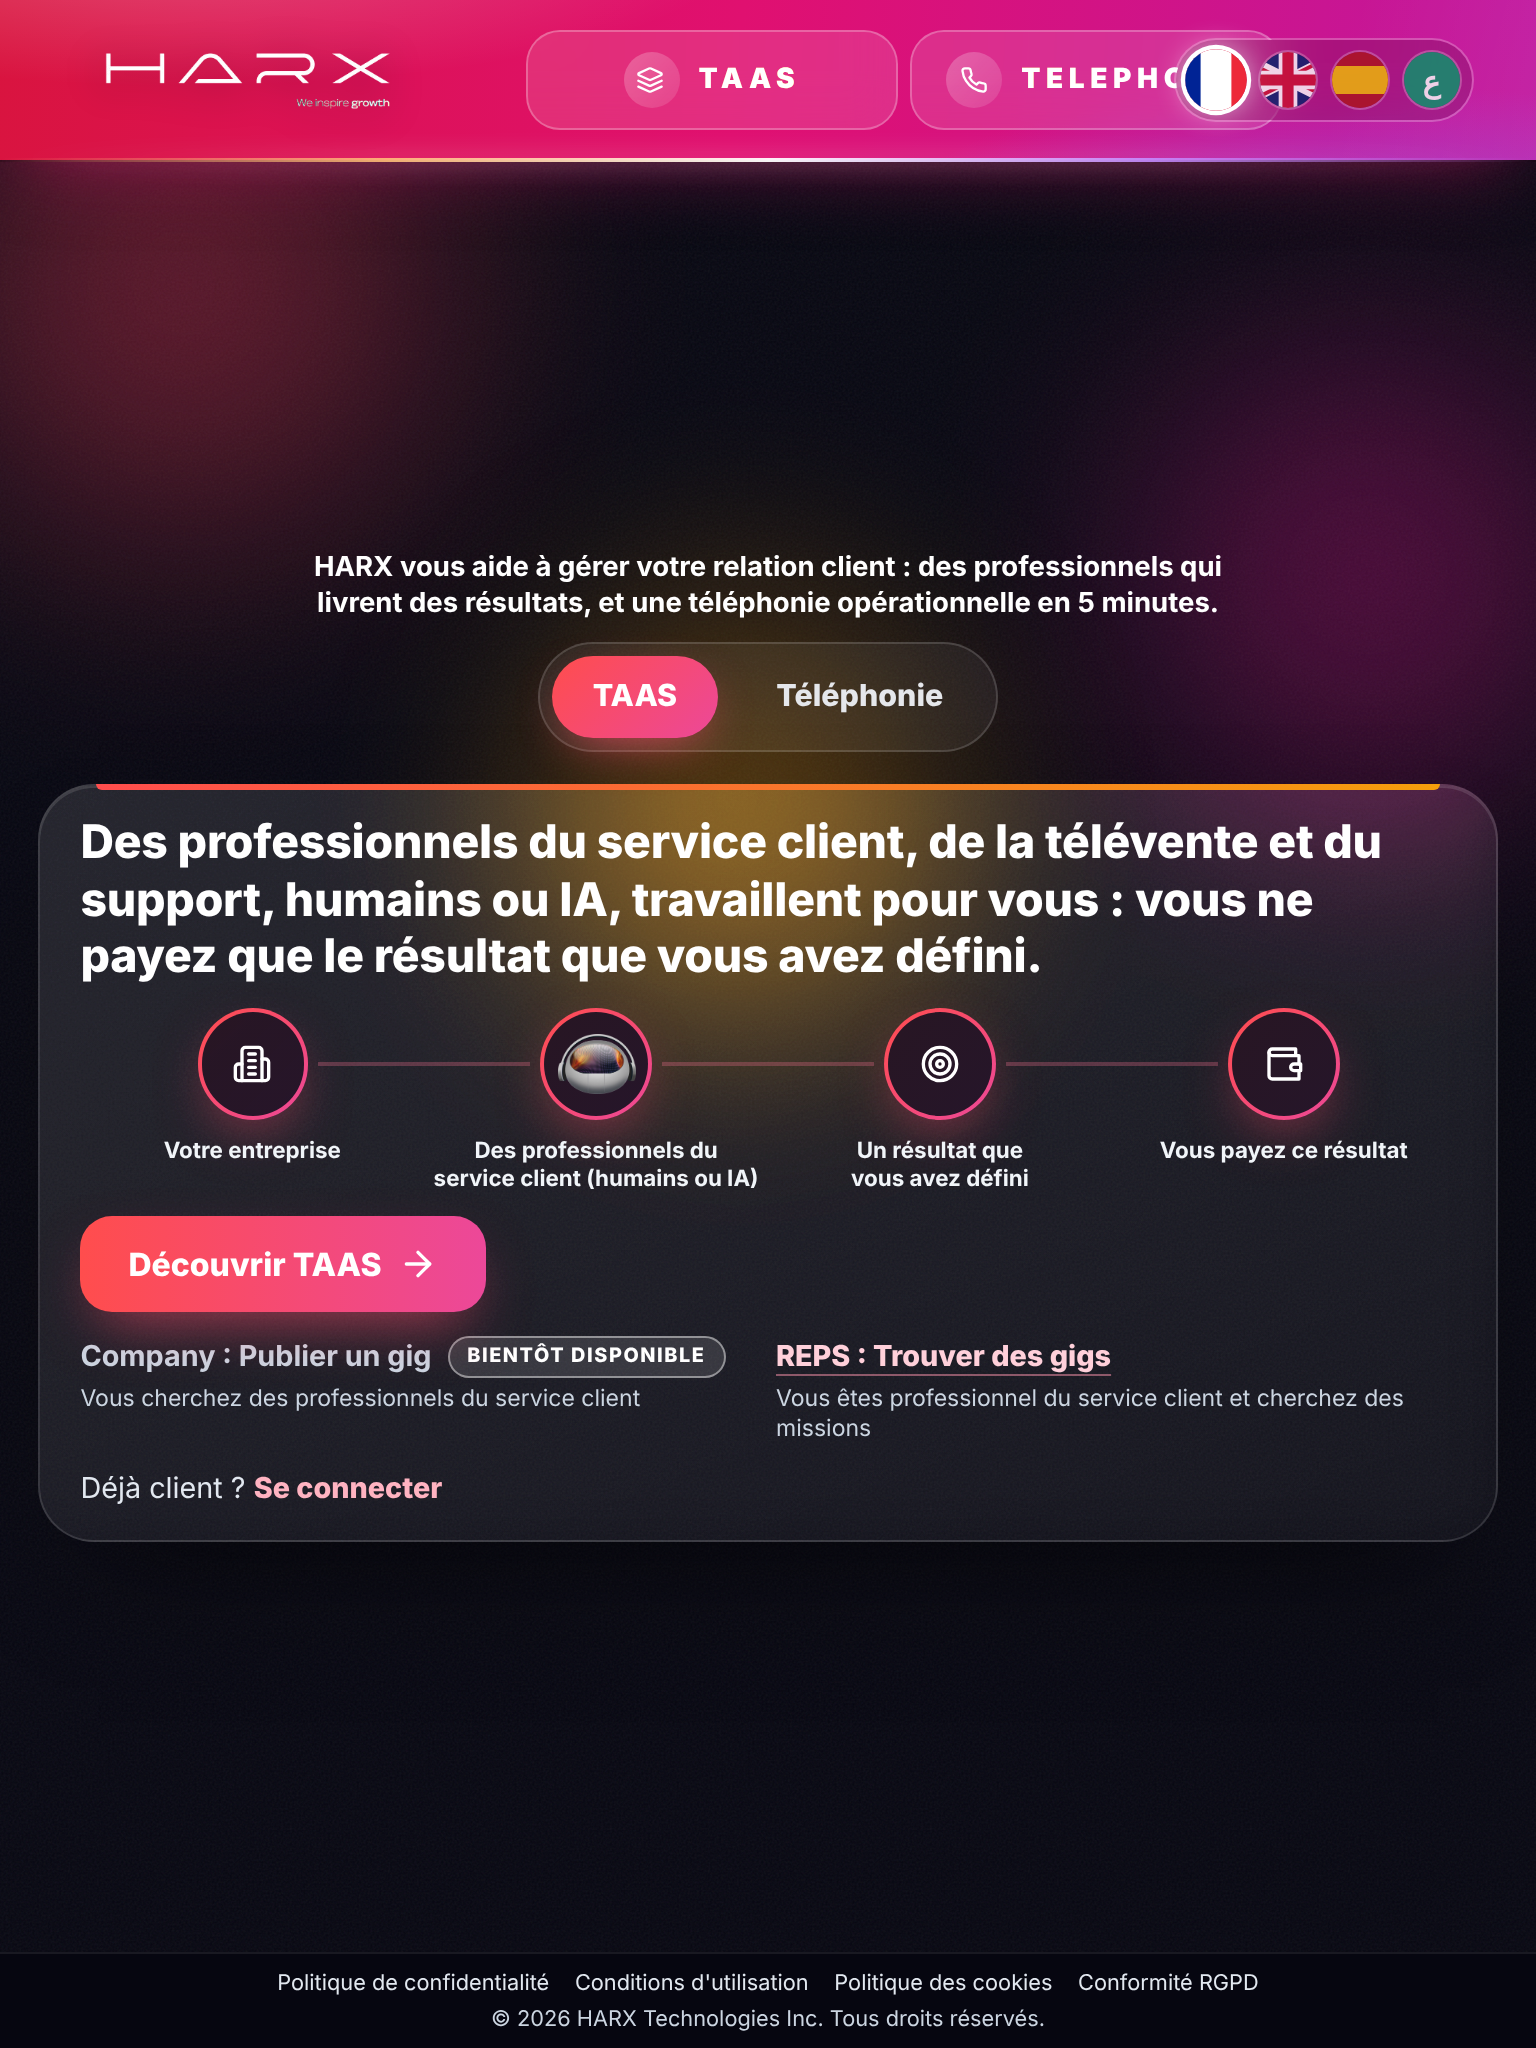 HARX
We inspire growth
TAAS
TELEPHO
ع
HARX vous aide à gérer votre relation client : des professionnels qui
livrent des résultats, et une téléphonie opérationnelle en 5 minutes.
TAAS
Téléphonie
Des professionnels du service client, de la télévente et du
support, humains ou IA, travaillent pour vous : vous ne
payez que le résultat que vous avez défini.
Votre entreprise
Des professionnels du
service client (humains ou IA)
Un résultat que
vous avez défini
Vous payez ce résultat
Découvrir TAAS
Company : Publier un gig
BIENTÔT DISPONIBLE
Vous cherchez des professionnels du service client
REPS : Trouver des gigs
Vous êtes professionnel du service client et cherchez des
missions
Déjà client ? Se connecter
Politique de confidentialité Conditions d'utilisation Politique des cookies Conformité RGPD
© 2026 HARX Technologies Inc. Tous droits réservés.